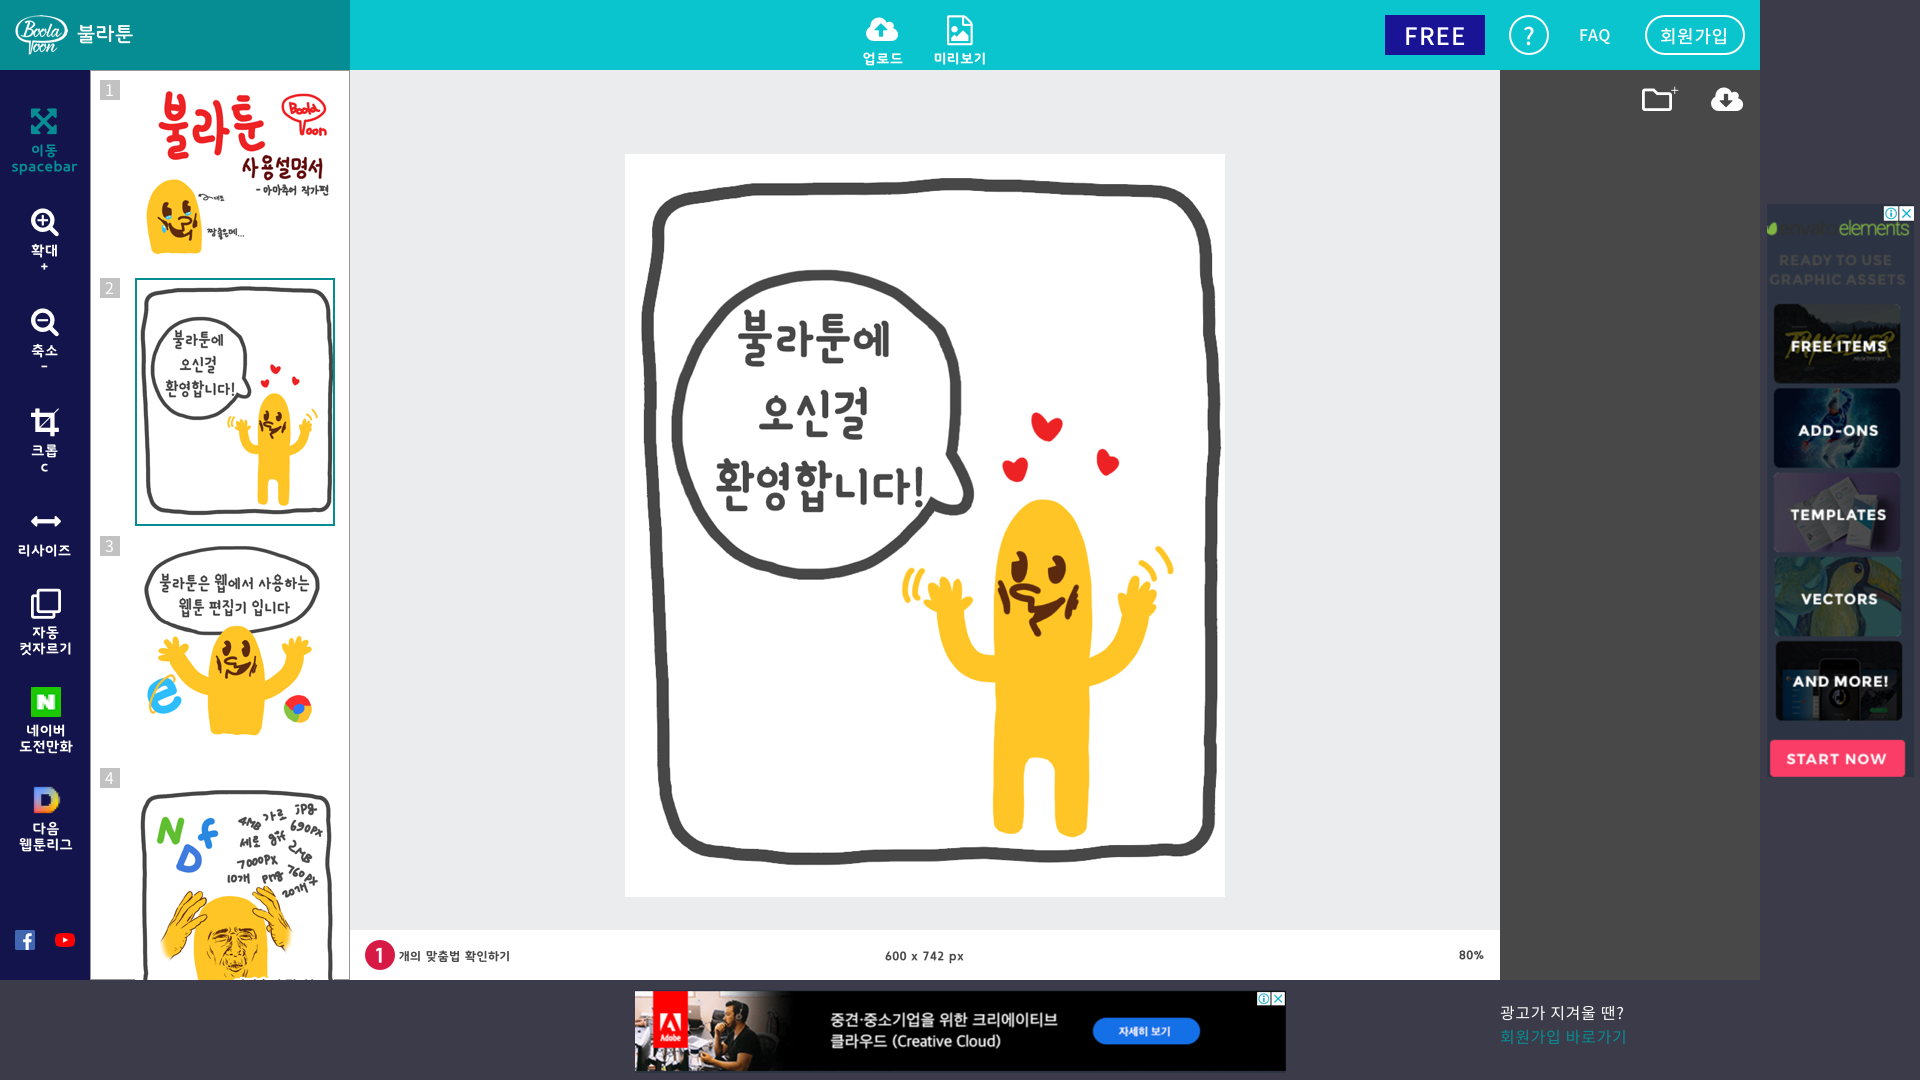 Boola
Toon
불라툰
업로드
미리보기
FREE
?
FAQ
회원가입
이동
spacebar
확대
+
축소
-
크롭
c
리사이즈
자동
컷자르기
N
네이버
도전만화
다음
웹툰리그
1
불라툰
Boola
Toon
사용설명서
- 아마추어 작가편
2
불라툰에
오신걸
환영합니다!
3
불라툰은 웹에서 사용하는
웹툰 편집기 입니다
4
N
D
f
4MB 가로 jpg
세로 gif 690px
7000px 2MB
10개 png 760px
20개
불라툰에
오신걸
환영합니다!
1 개의 맞춤법 확인하기
600 x 742 px
80%
elements
READY TO USE
GRAPHIC ASSETS
FREE ITEMS
ADD-ONS
TEMPLATES
VECTORS
AND MORE!
START NOW
Adobe
중견·중소기업을 위한 크리에이티브
클라우드 (Creative Cloud)
자세히 보기
광고가 지겨울 땐?
회원가입 바로가기